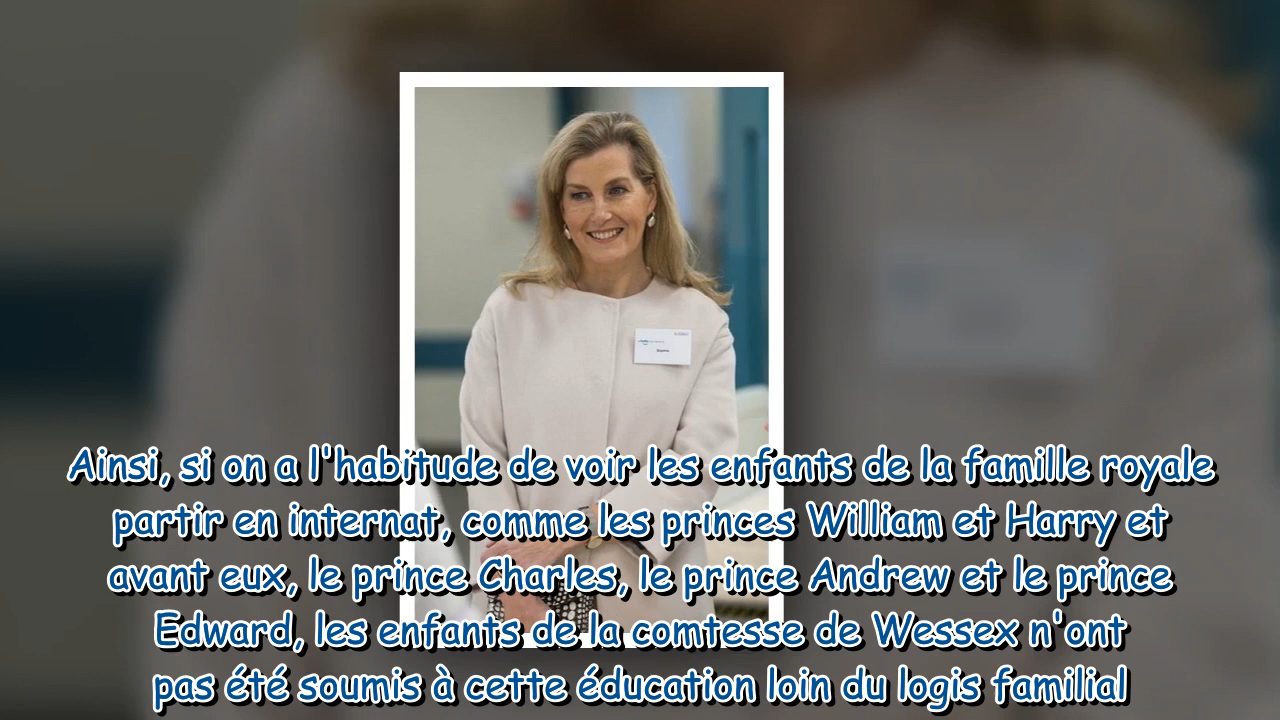 Sophie
Ainsi, si on a l'habitude de voir les enfants de la famille royale
partir en internat, comme les princes William et Harry et
avant eux, le prince Charles, le prince Andrew et le prince
Edward, les enfants de la comtesse de Wessex n'ont
pas été soumis à cette éducation loin du logis familial